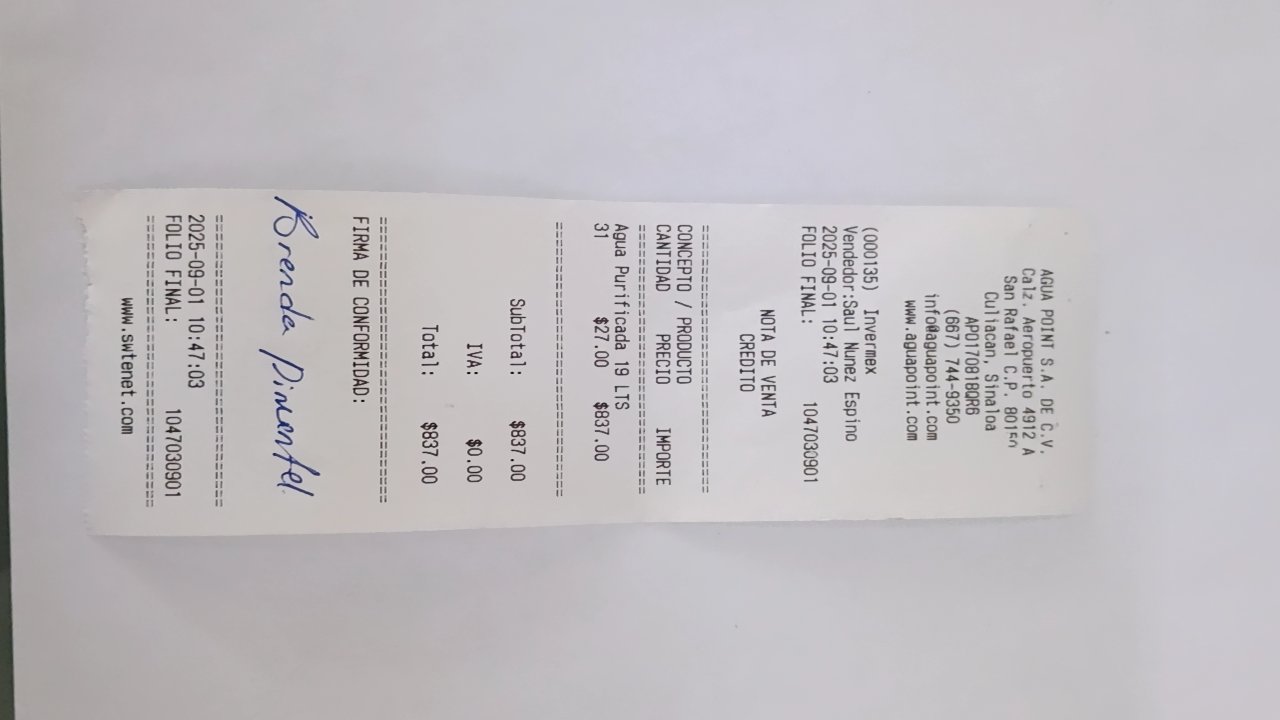 AGUA POINT S.A. DE C.V.
Calz. Aeropuerto 4912 A
San Rafael C.P. 80150
Culiacan, Sinaloa
APO170818QR6
(667) 744-9350
info@aguapoint.com
www.aguapoint.com
(000135) Invermex
Vendedor:Saul Nunez Espino
2025-09-01 10:47:03
FOLIO FINAL: 1047030901
NOTA DE VENTA
CREDITO
================================
CONCEPTO / PRODUCTO
CANTIDAD PRECIO IMPORTE
================================
Agua Purificada 19 LTS
31 $27.00 $837.00
================================
SubTotal: $837.00
IVA: $0.00
Total: $837.00
================================
FIRMA DE CONFORMIDAD:
Brenda Pimentel.
================================
2025-09-01 10:47:03
FOLIO FINAL: 1047030901
================================
www.swtenet.com